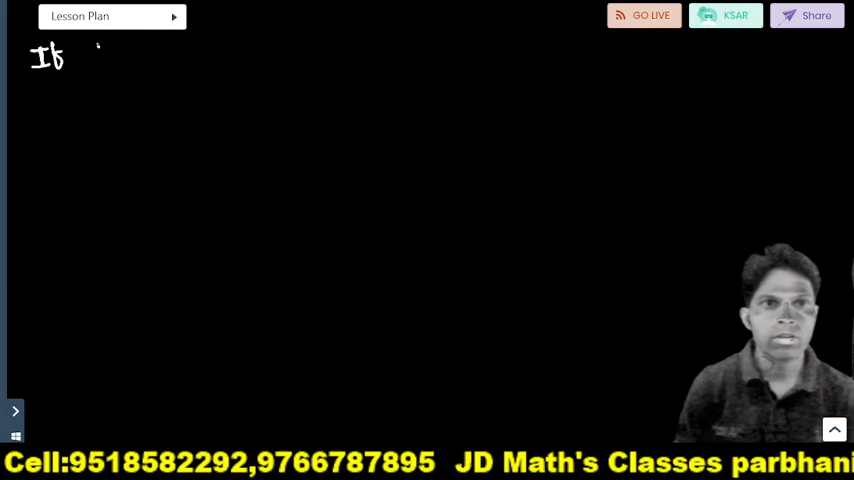 Lesson Plan
GO LIVE
KSAR
Share
If
Cell:9518582292,9766787895 JD Math's Classes parbhani